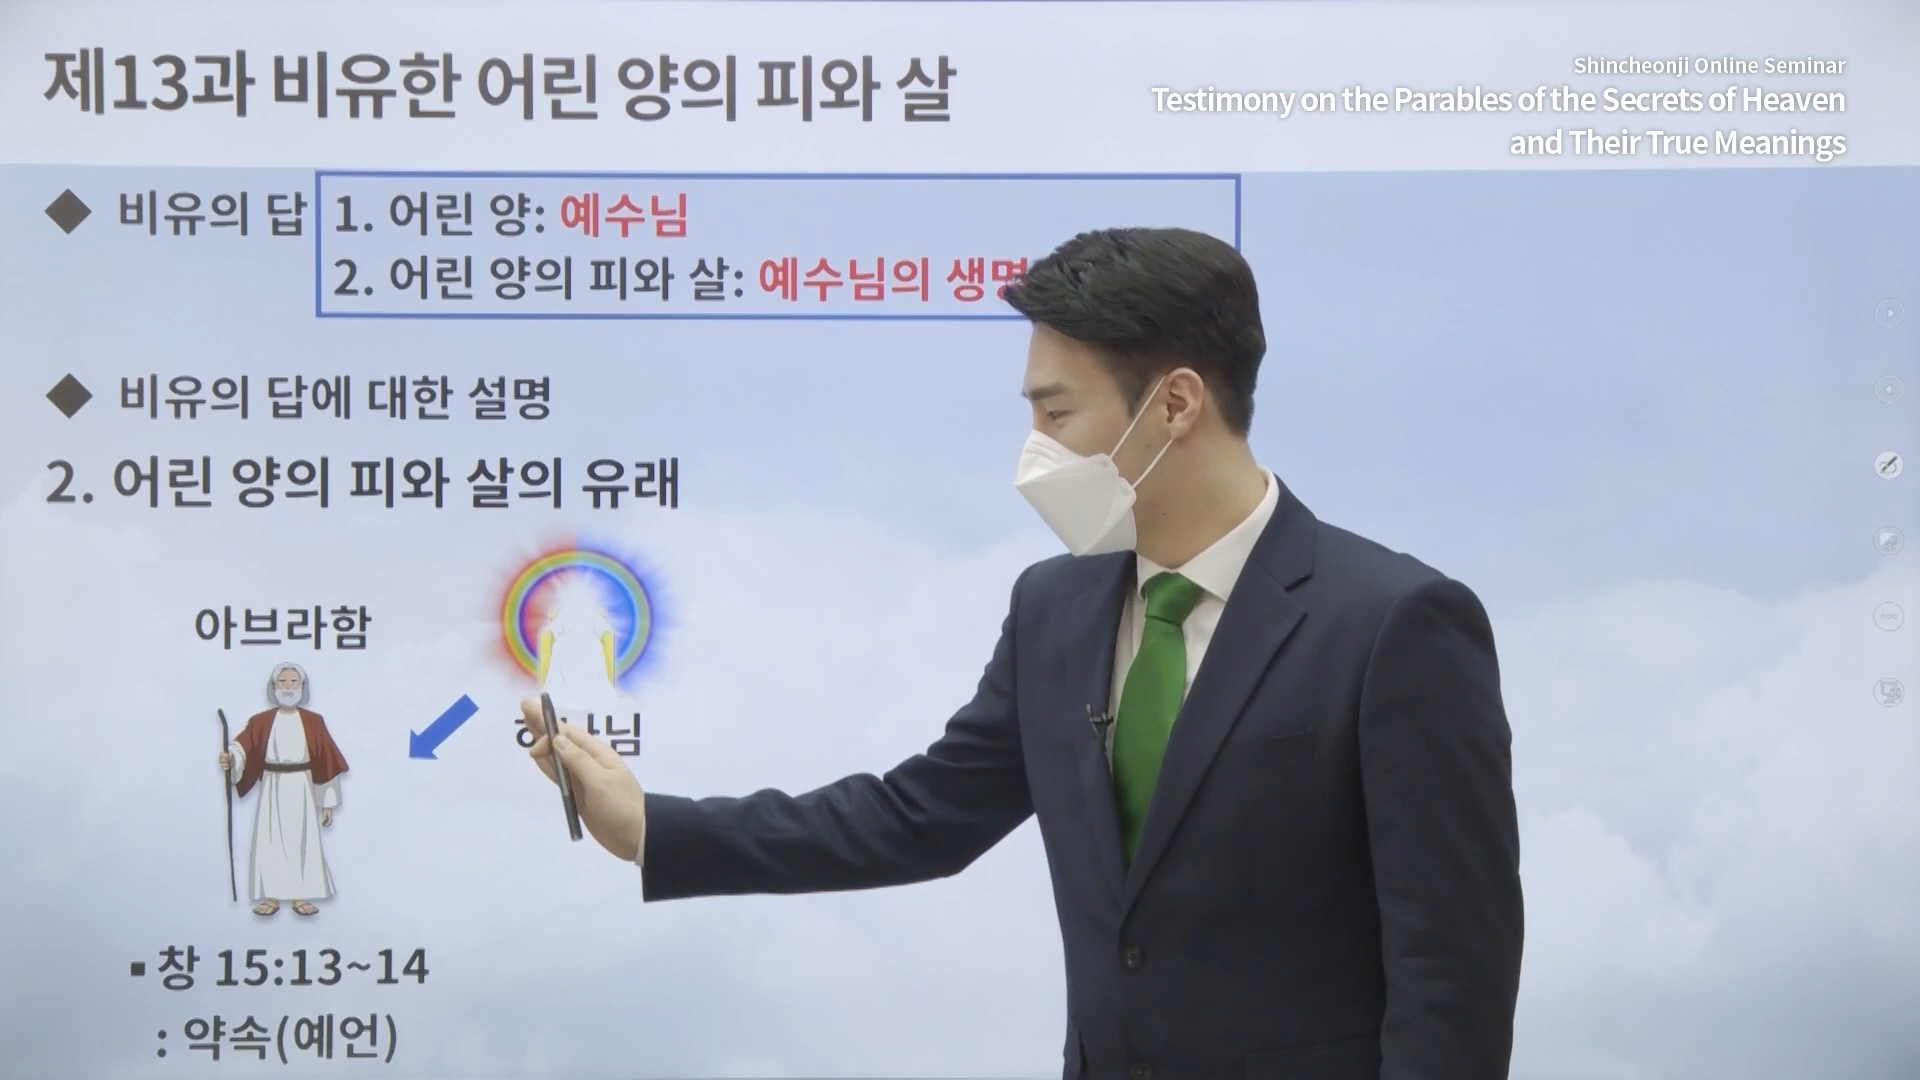 제13과 비유한 어린 양의 피와 살
Shincheonji Online Seminar
Testimony on the Parables of the Secrets of Heaven
and Their True Meanings
◆ 비유의 답
1. 어린 양: 예수님
2. 어린 양의 피와 살: 예수님의
◆ 비유의 답에 대한 설명
2. 어린 양의 피와 살의 유래
아브라함
▪ 창 15:13~14
: 약속(예언)